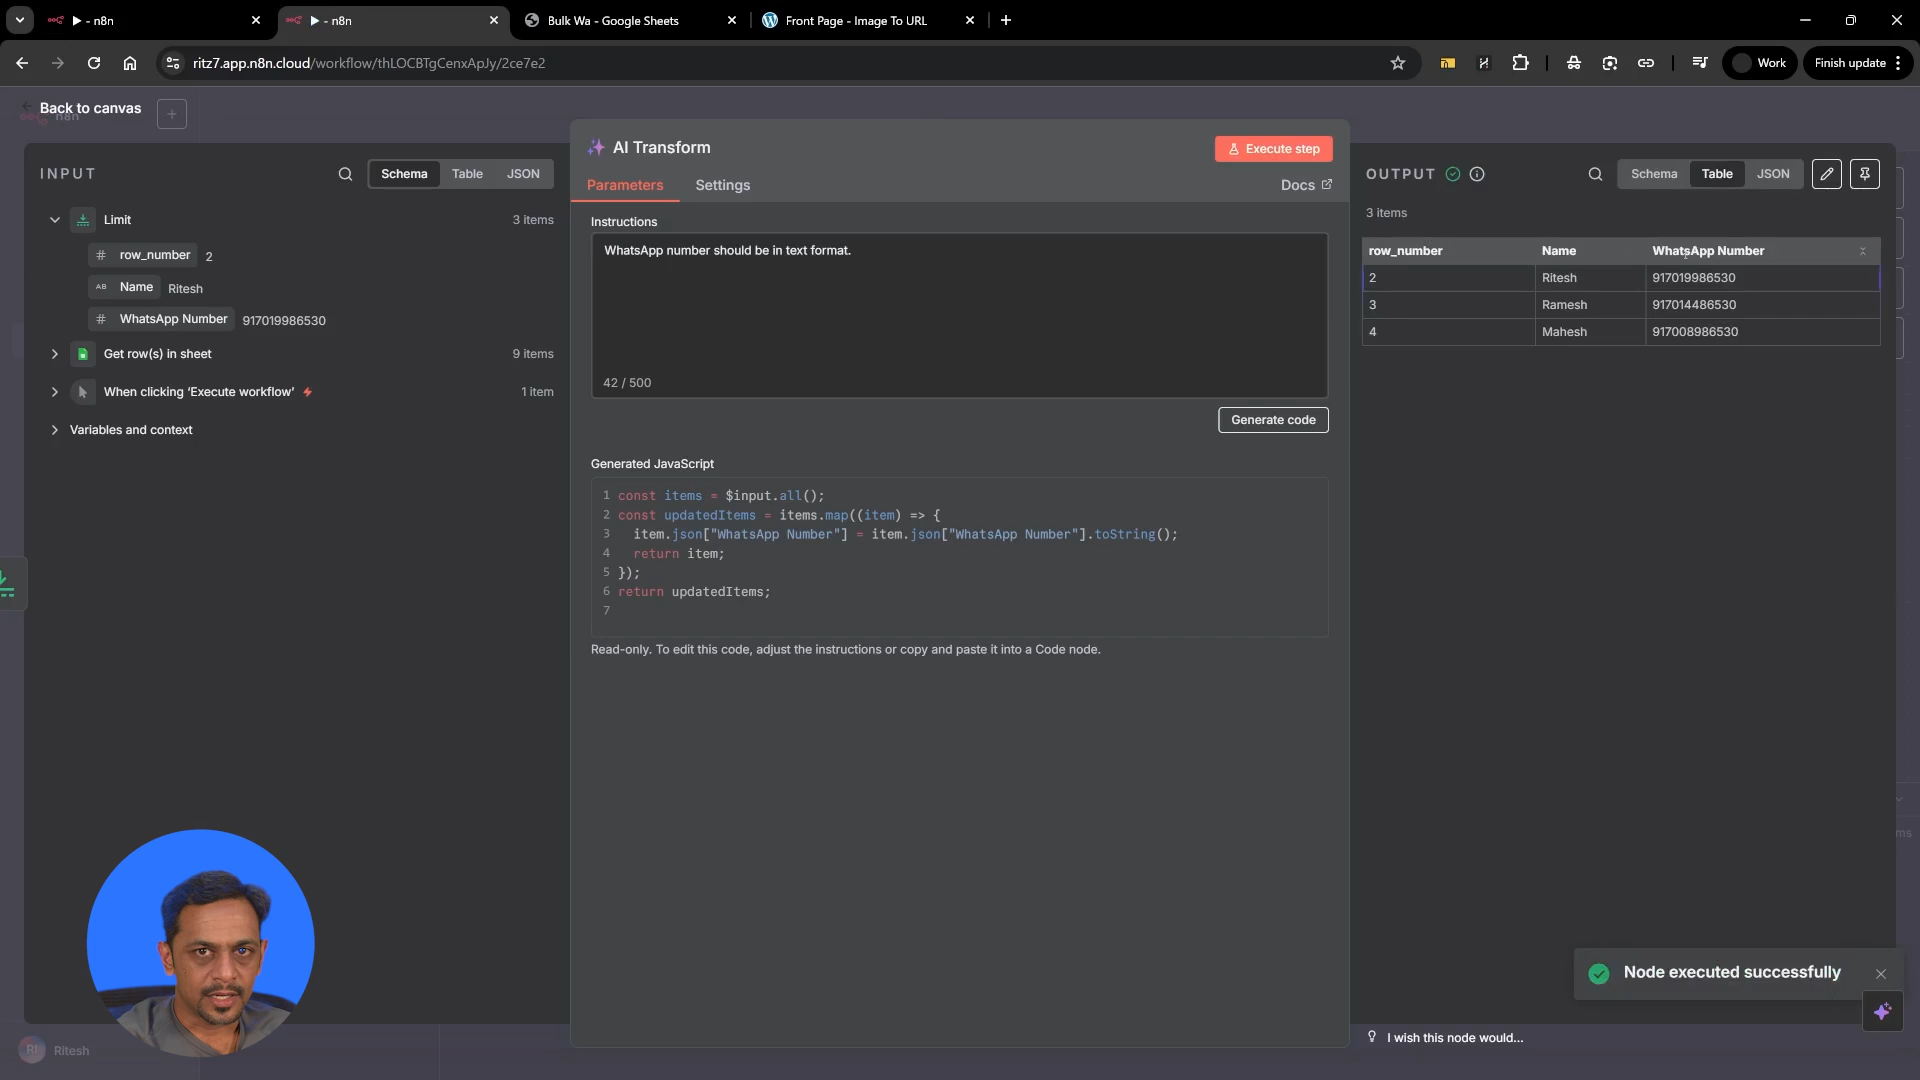 ▶ - n8n
▶ - n8n
Bulk Wa - Google Sheets
Front Page - Image To URL
ritz7.app.n8n.cloud/workflow/thLOCBTgCenxApJy/2ce7e2
Work
Finish update
Back to canvas
n8n
INPUT
Schema
Table
JSON
Limit
3 items
# row_number 2
AB Name Ritesh
# WhatsApp Number 917019986530
Get row(s) in sheet
9 items
When clicking ‘Execute workflow’
1 item
Variables and context
AI Transform
Execute step
Parameters
Settings
Docs
Instructions
WhatsApp number should be in text format.
42 / 500
Generate code
Generated JavaScript
1 const items = $input.all();
2 const updatedItems = items.map((item) => {
3 item.json["WhatsApp Number"] = item.json["WhatsApp Number"].toString();
4 return item;
5 });
6 return updatedItems;
7
Read-only. To edit this code, adjust the instructions or copy and paste it into a Code node.
OUTPUT
Schema
Table
JSON
3 items
row_number Name WhatsApp Number
2 Ritesh 917019986530
3 Ramesh 917014486530
4 Mahesh 917008986530
ms
Node executed successfully
I wish this node would...
RI Ritesh